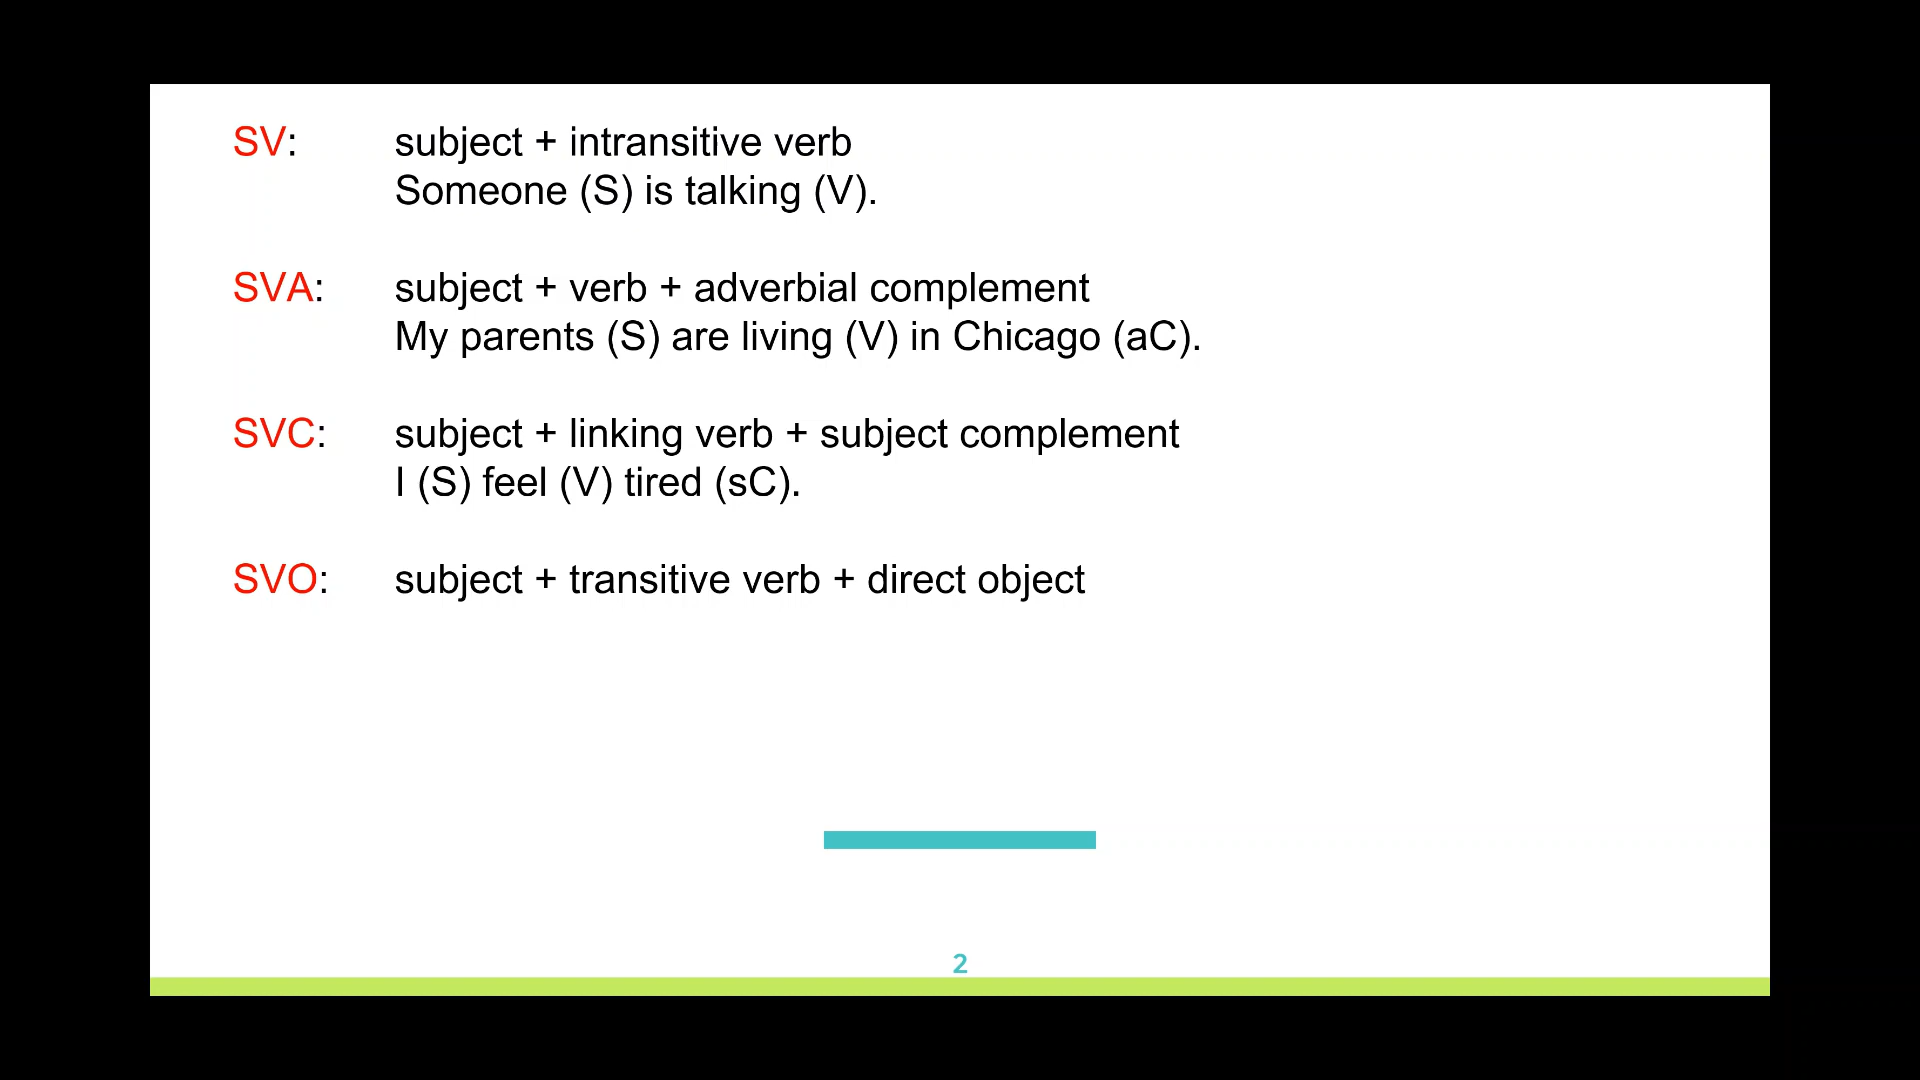 SV: subject + intransitive verb
Someone (S) is talking (V).
SVA: subject + verb + adverbial complement
My parents (S) are living (V) in Chicago (aC).
SVC: subject + linking verb + subject complement
I (S) feel (V) tired (sC).
SVO: subject + transitive verb + direct object
2